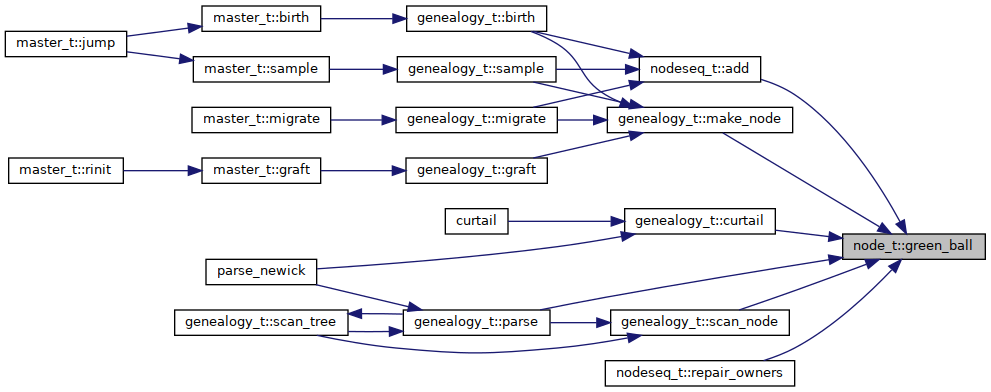 master_t::birth
genealogy_t::birth
master_t::jump
master_t::sample
genealogy_t::sample
nodeseq_t::add
master_t::migrate
genealogy_t::migrate
genealogy_t::make_node
master_t::rinit
master_t::graft
genealogy_t::graft
curtail
genealogy_t::curtail
node_t::green_ball
parse_newick
genealogy_t::scan_tree
genealogy_t::parse
genealogy_t::scan_node
nodeseq_t::repair_owners